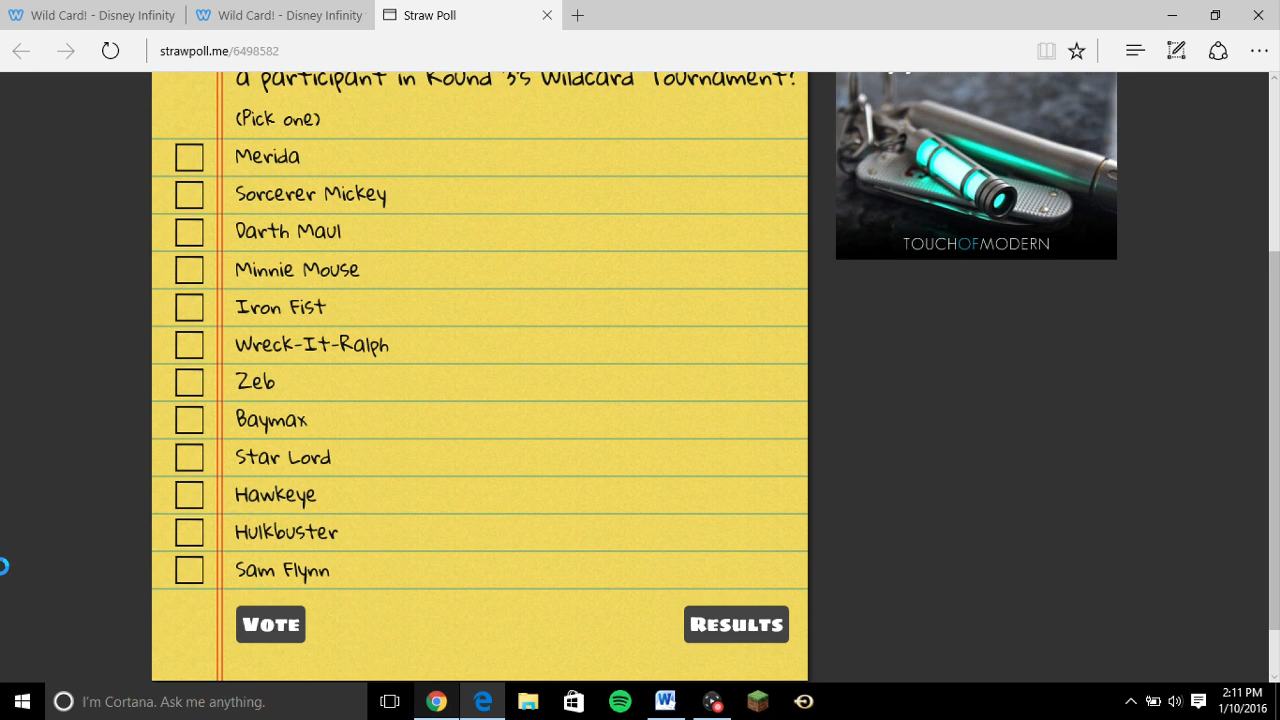 Wild Card! - Disney Infinity
Wild Card! - Disney Infinity
Straw Poll
strawpoll.me/6498582
a participant in Round 3's Wildcard Tournament?
(Pick one)
Merida
Sorcerer Mickey
Darth Maul
Minnie Mouse
Iron Fist
Wreck-It-Ralph
Zeb
Baymax
Star Lord
Hawkeye
Hulkbuster
Sam Flynn
Vote
Results
TOUCHOFMODERN
I'm Cortana. Ask me anything.
2:11 PM
1/10/2016